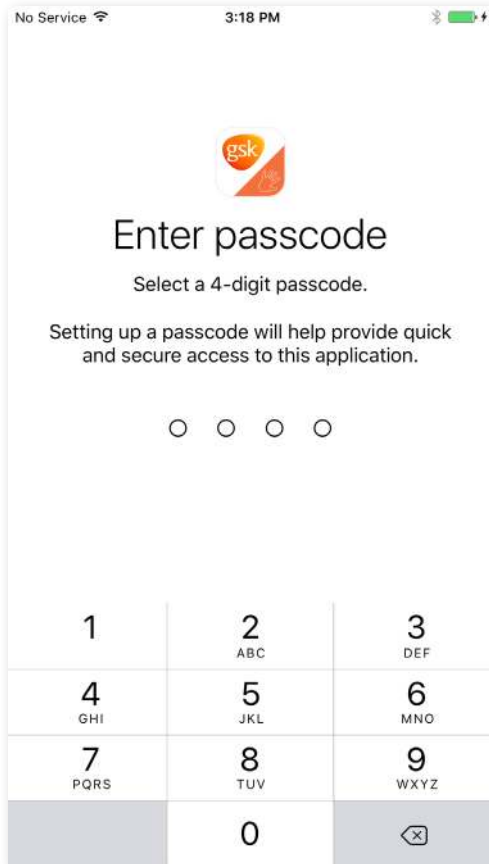 No Service 3:18 PM
gsk
Enter passcode
Select a 4-digit passcode.
Setting up a passcode will help provide quick
and secure access to this application.
1 2 3
ABC DEF
4 5 6
GHI JKL MNO
7 8 9
PQRS TUV WXYZ
0